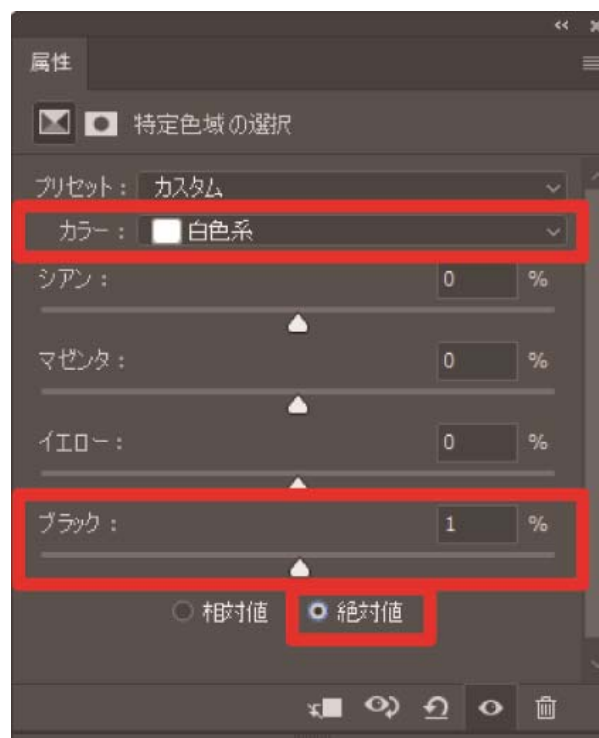 属性
特定色域の選択
プリセット： カスタム
カラー： 白色系
シアン： 0 %
マゼンタ： 0 %
イエロー： 0 %
ブラック： 1 %
相対値 絶対値